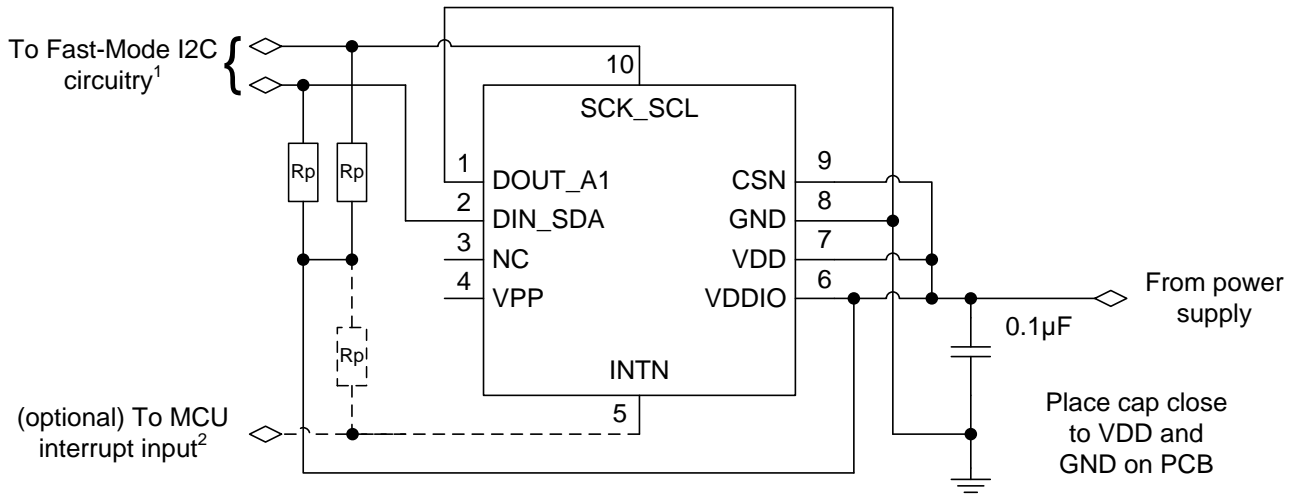 To Fast-Mode I2C
circuitry1
10
SCK_SCL
Rp
Rp
1
DOUT_A1
2
DIN_SDA
3
NC
4
VPP
9
CSN
8
GND
7
VDD
6
VDDIO
From power
supply
0.1µF
Rp
INTN
5
(optional) To MCU
interrupt input2
Place cap close
to VDD and
GND on PCB